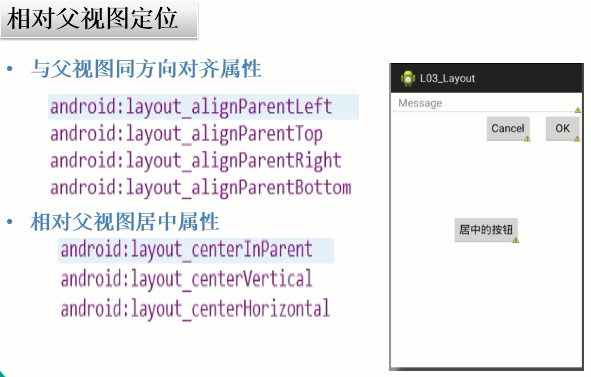 相对父视图定位
• 与父视图同方向对齐属性
android:layout_alignParentLeft
android:layout_alignParentTop
android:layout_alignParentRight
android:layout_alignParentBottom
• 相对父视图居中属性
android:layout_centerInParent
android:layout_centerVertical
android:layout_centerHorizontal
L03_Layout
Message
Cancel OK
居中的按钮